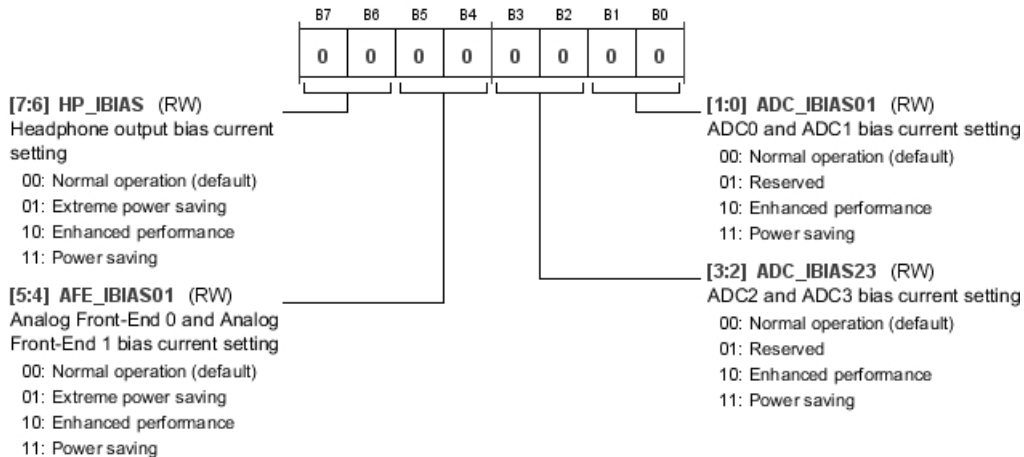 B7 B6 B5 B4 B3 B2 B1 B0
0 0 0 0 0 0 0 0
[7:6] HP_IBIAS (RW)
Headphone output bias current
setting
00: Normal operation (default)
01: Extreme power saving
10: Enhanced performance
11: Power saving
[5:4] AFE_IBIAS01 (RW)
Analog Front-End 0 and Analog
Front-End 1 bias current setting
00: Normal operation (default)
01: Extreme power saving
10: Enhanced performance
11: Power saving
[1:0] ADC_IBIAS01 (RW)
ADC0 and ADC1 bias current setting
00: Normal operation (default)
01: Reserved
10: Enhanced performance
11: Power saving
[3:2] ADC_IBIAS23 (RW)
ADC2 and ADC3 bias current setting
00: Normal operation (default)
01: Reserved
10: Enhanced performance
11: Power saving